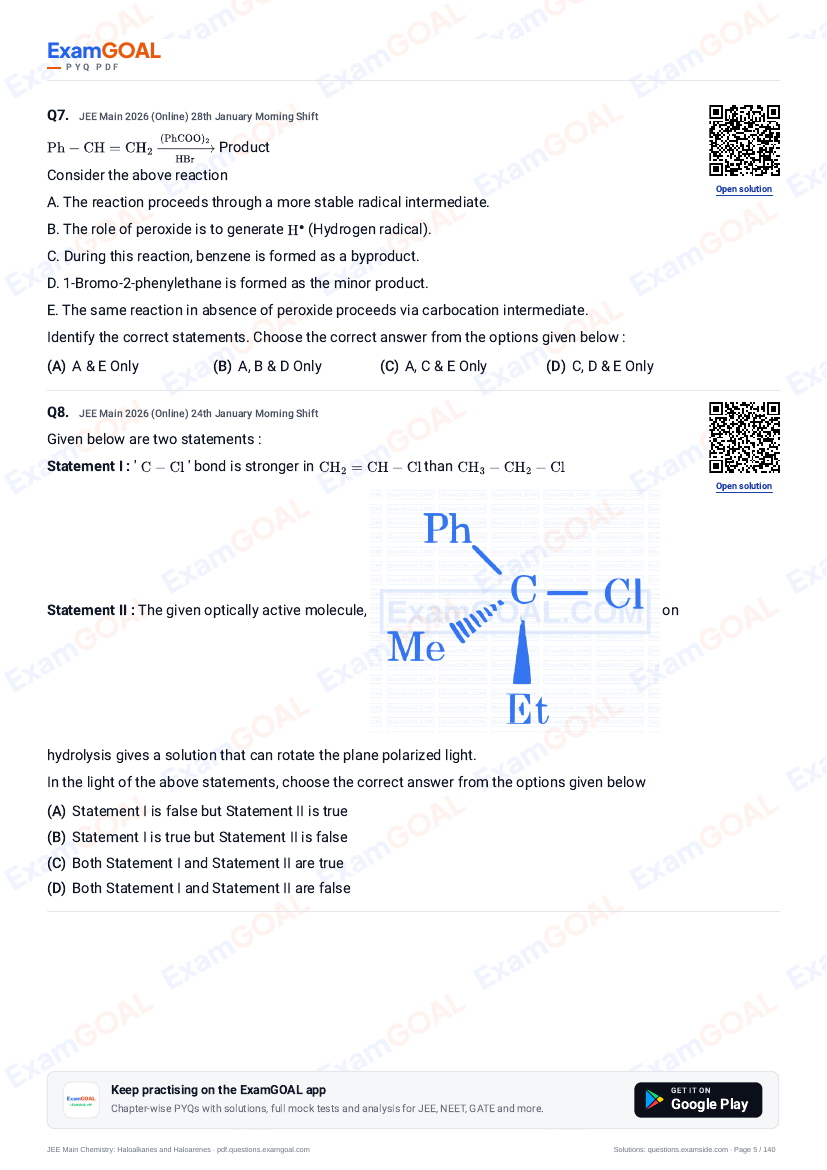 ExamGOAL
PYQ PDF
Q7. JEE Main 2026 (Online) 28th January Morning Shift
Ph − CH = CH₂ (PhCOO)₂ → HBr Product
Open solution
Consider the above reaction
A. The reaction proceeds through a more stable radical intermediate.
B. The role of peroxide is to generate H• (Hydrogen radical).
C. During this reaction, benzene is formed as a byproduct.
D. 1-Bromo-2-phenylethane is formed as the minor product.
E. The same reaction in absence of peroxide proceeds via carbocation intermediate.
Identify the correct statements. Choose the correct answer from the options given below :
(A) A & E Only (B) A, B & D Only (C) A, C & E Only (D) C, D & E Only
Q8. JEE Main 2026 (Online) 24th January Morning Shift
Given below are two statements :
Statement I : ' C − Cl ' bond is stronger in CH₂ = CH − Cl than CH₃ − CH₂ − Cl
Open solution
Ph
C — Cl
Statement II : The given optically active molecule, ExamGOAL.COM on
Me
Et
hydrolysis gives a solution that can rotate the plane polarized light.
In the light of the above statements, choose the correct answer from the options given below
(A) Statement I is false but Statement II is true
(B) Statement I is true but Statement II is false
(C) Both Statement I and Statement II are true
(D) Both Statement I and Statement II are false
ExamGOAL
Keep practising on the ExamGOAL app
Chapter-wise PYQs with solutions, full mock tests and analysis for JEE, NEET, GATE and more.
GET IT ON
Google Play
JEE Main Chemistry: Haloalkanes and Haloarenes · pdf.questions.examgoal.com
Solutions: questions.examside.com · Page 5 / 140